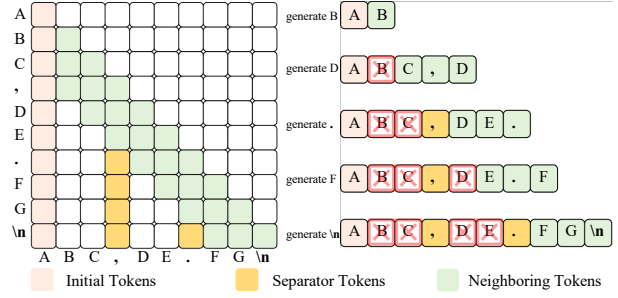 A
B
C
,
D
E
.
F
G
\n
A B C , D E . F G \n
generate B A B
generate D A B C , D
generate . A B C , D E .
generate F A B C , D E . F
generate \n A B C , D E . F G \n
Initial Tokens Separator Tokens Neighboring Tokens